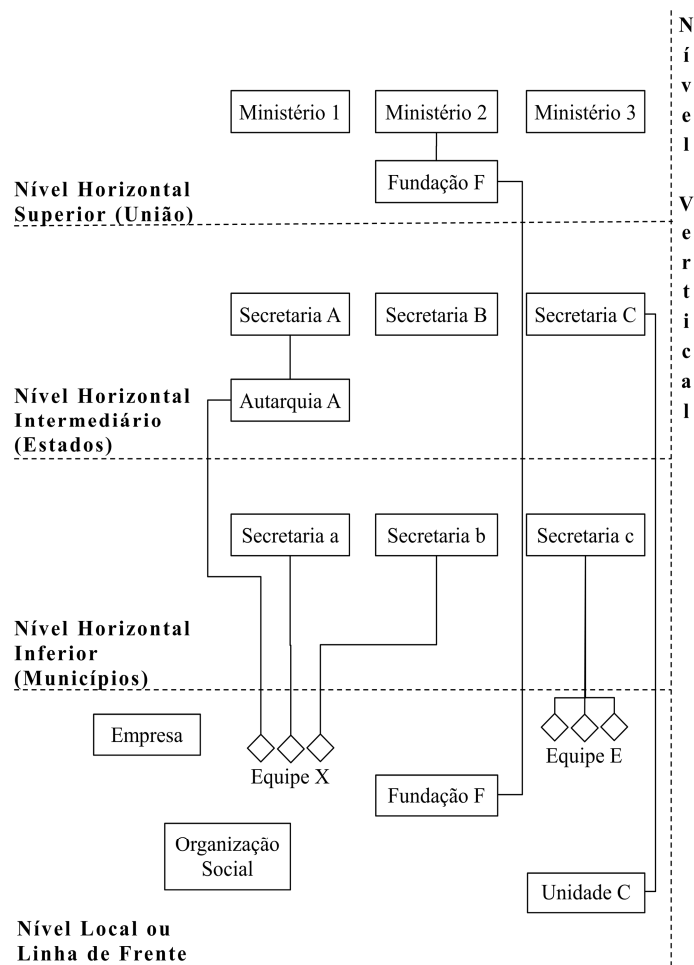 Nível Vertical
Ministério 1
Ministério 2
Ministério 3
Fundação F
Nível Horizontal
Superior (União)
Secretaria A
Secretaria B
Secretaria C
Autarquia A
Nível Horizontal
Intermediário
(Estados)
Secretaria a
Secretaria b
Secretaria c
Nível Horizontal
Inferior
(Municípios)
Empresa
Equipe X
Equipe E
Fundação F
Organização
Social
Unidade C
Nível Local ou
Linha de Frente